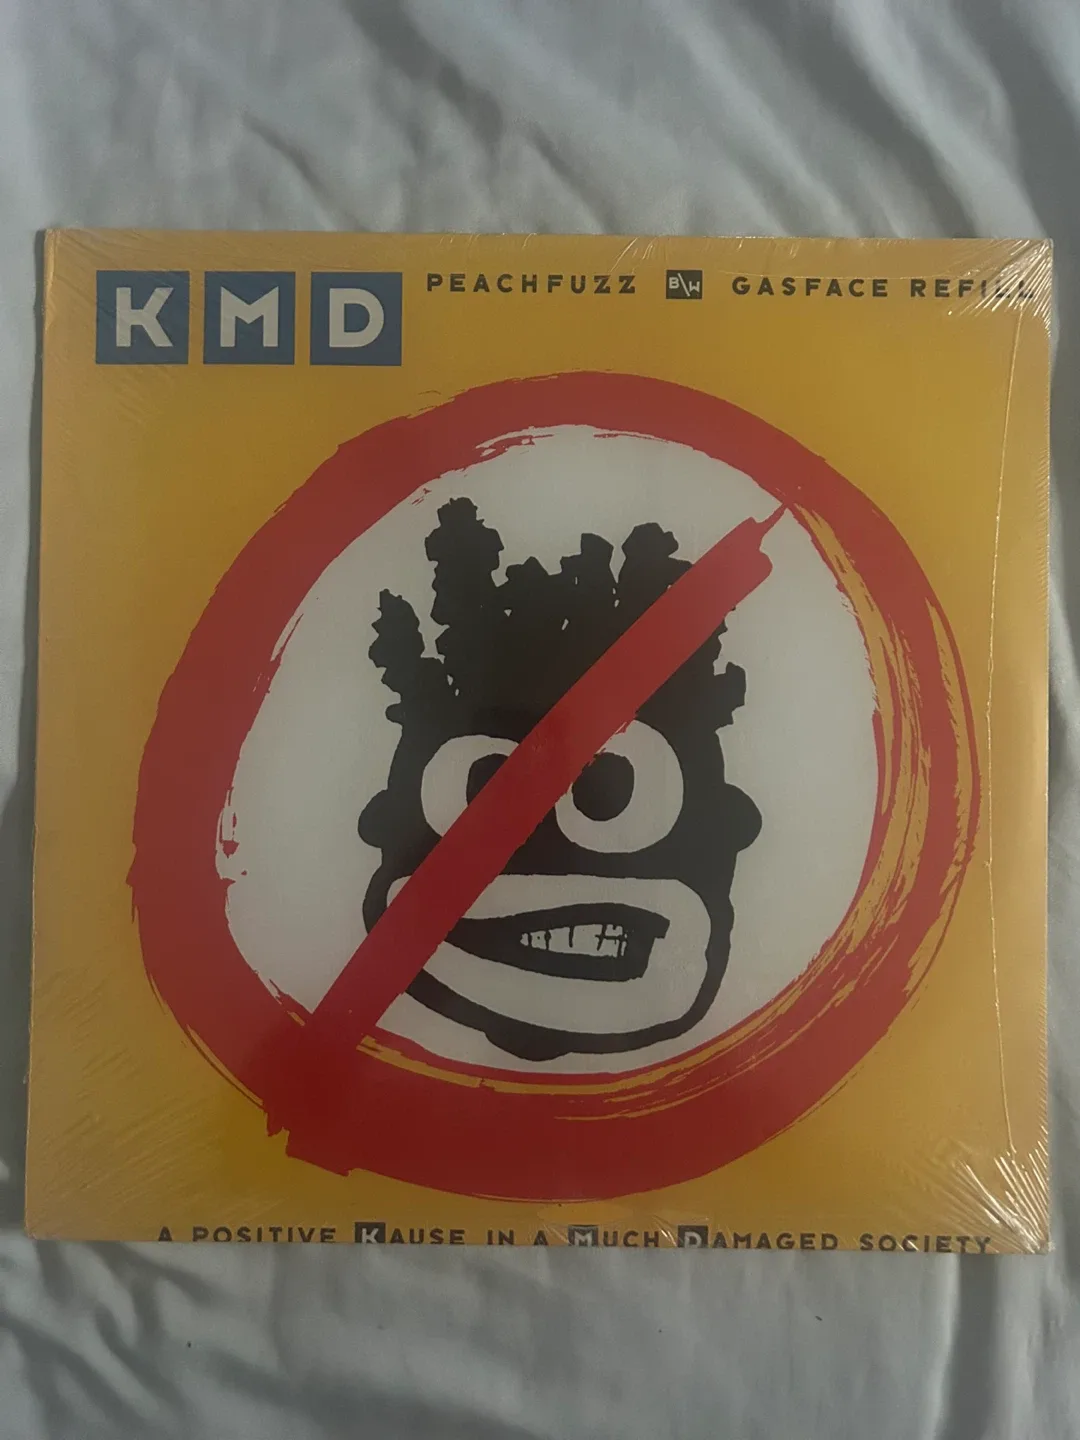 KMD PEACHFUZZ B\W GASFACE REFILL
A POSITIVE KAUSE IN A MUCH DAMAGED SOCIETY